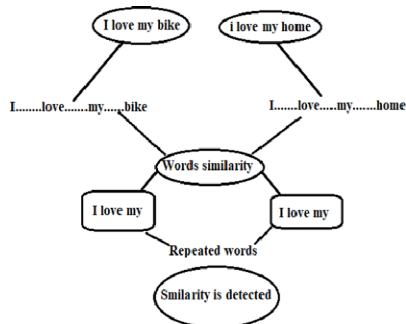 I love my bike
i love my home
I........love........my......bike
I.......love......my.......home
Words similarity
I love my
I love my
Repeated words
Smilarity is detected